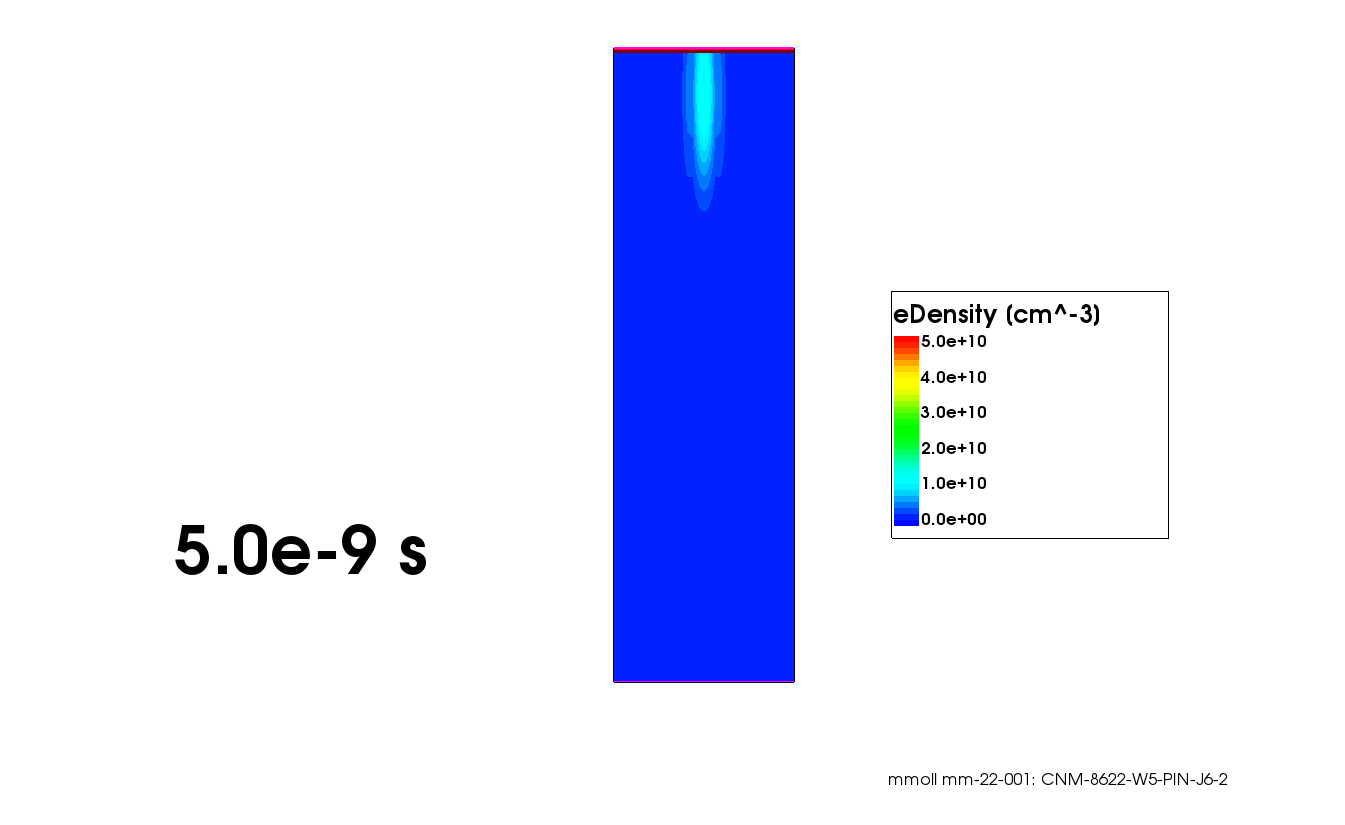 eDensity (cm^-3)
5.0e+10
4.0e+10
3.0e+10
2.0e+10
1.0e+10
0.0e+00
5.0e-9 s
mmoll mm-22-001: CNM-8622-W5-PIN-J6-2